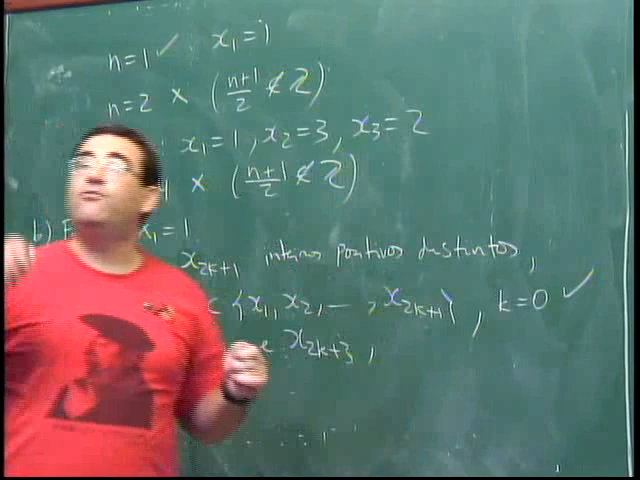 n=1 ✓ x₁=1
n=2 × (n+1/2 ∉ ℤ)
x₁=1, x₂=3, x₃=2
× (n+1/2 ∉ ℤ)
b) x₁=1
x₂ₖ₊₁ inteiros positivos distintos,
{x₁, x₂, —, x₂ₖ₊₁}, k=0 ✓
e x₂ₖ₊₃,